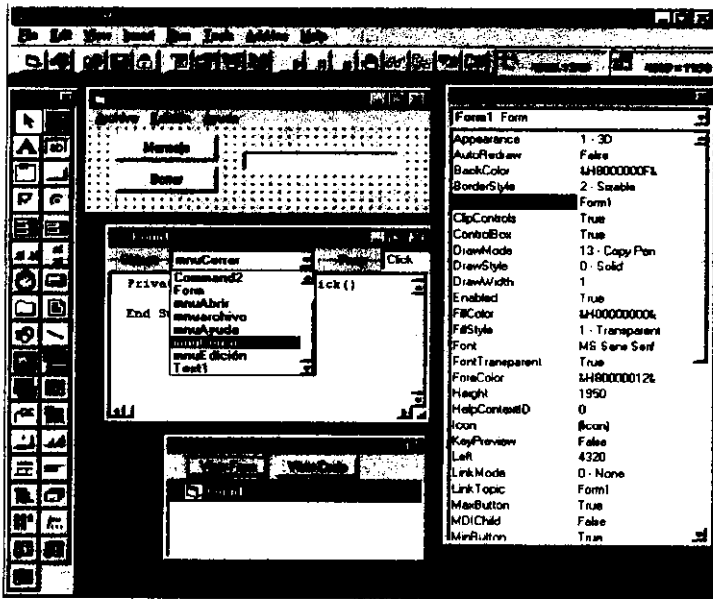 File Edit View Insert Run Tools Add-Ins Help
Archivo Edición Ayuda
Mensaje
Borrar
mnuCerrar
Click
Command2
Form
mnuAbrir
mnuarchivo
mnuAyuda
mnuEdición
Text1
Form1 Form
Appearance 1 - 3D
AutoRedraw False
BackColor &H8000000F&
BorderStyle 2 - Sizable
Form1
ClipControls True
ControlBox True
DrawMode 13 - Copy Pen
DrawStyle 0 - Solid
DrawWidth 1
Enabled True
FillColor &H00000000&
FillStyle 1 - Transparent
Font MS Sans Serif
FontTransparent True
ForeColor &H80000012&
Height 1950
HelpContextID 0
Icon (Icon)
KeyPreview False
Left 4320
LinkMode 0 - None
LinkTopic Form1
MaxButton True
MDIChild False
MinButton True
View Form View Code